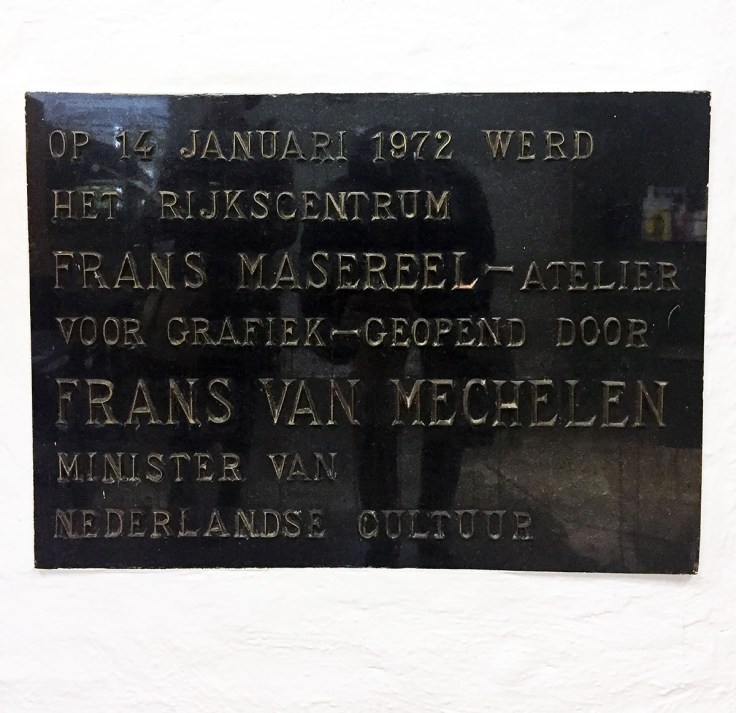 OP 14 JANUARI 1972 WERD
HET RIJKSCENTRUM
FRANS MASEREEL—ATELIER
VOOR GRAFIEK—GEOPEND DOOR
FRANS VAN MECHELEN
MINISTER VAN
NEDERLANDSE CULTUUR